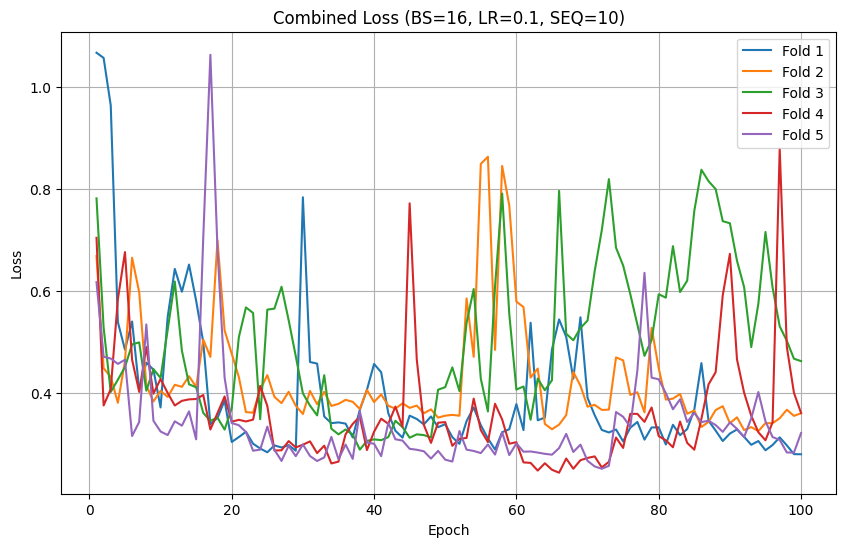 Combined Loss (BS=16, LR=0.1, SEQ=10)
Fold 1
Fold 2
Fold 3
Fold 4
Fold 5
1.0
0.8
0.6
0.4
Loss
0
20
40
60
80
100
Epoch